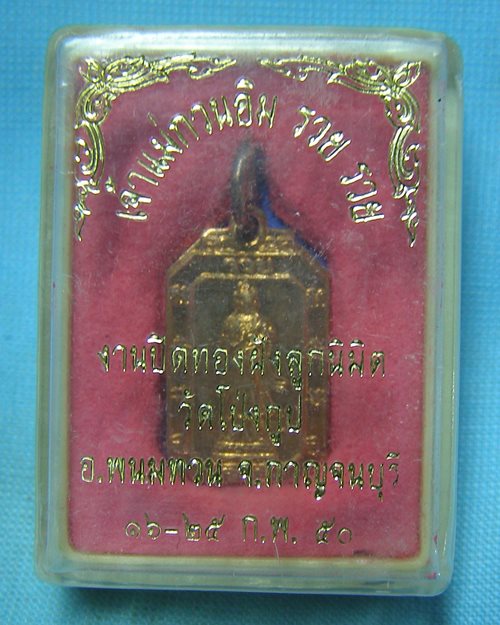 เจ้าแม่กวนอิม รวย รวย
งานปิดทองฝังลูกนิมิต
วัดโป่งกูป
อ.พนมทวน จ.กาญจนบุรี
๑๖-๒๕ ก.พ. ๕๐